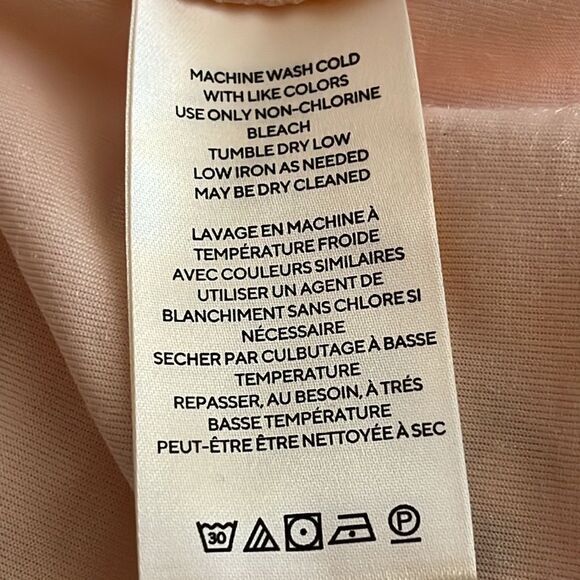 MACHINE WASH COLD
WITH LIKE COLORS
USE ONLY NON-CHLORINE
BLEACH
TUMBLE DRY LOW
LOW IRON AS NEEDED
MAY BE DRY CLEANED
LAVAGE EN MACHINE À
TEMPÉRATURE FROIDE
AVEC COULEURS SIMILAIRES
UTILISER UN AGENT DE
BLANCHIMENT SANS CHLORE SI
NÉCESSAIRE
SECHER PAR CULBUTAGE À BASSE
TEMPERATURE
REPASSER, AU BESOIN, À TRÉS
BASSE TEMPÉRATURE
PEUT-ÊTRE ÊTRE NETTOYÉE À SEC
30 P